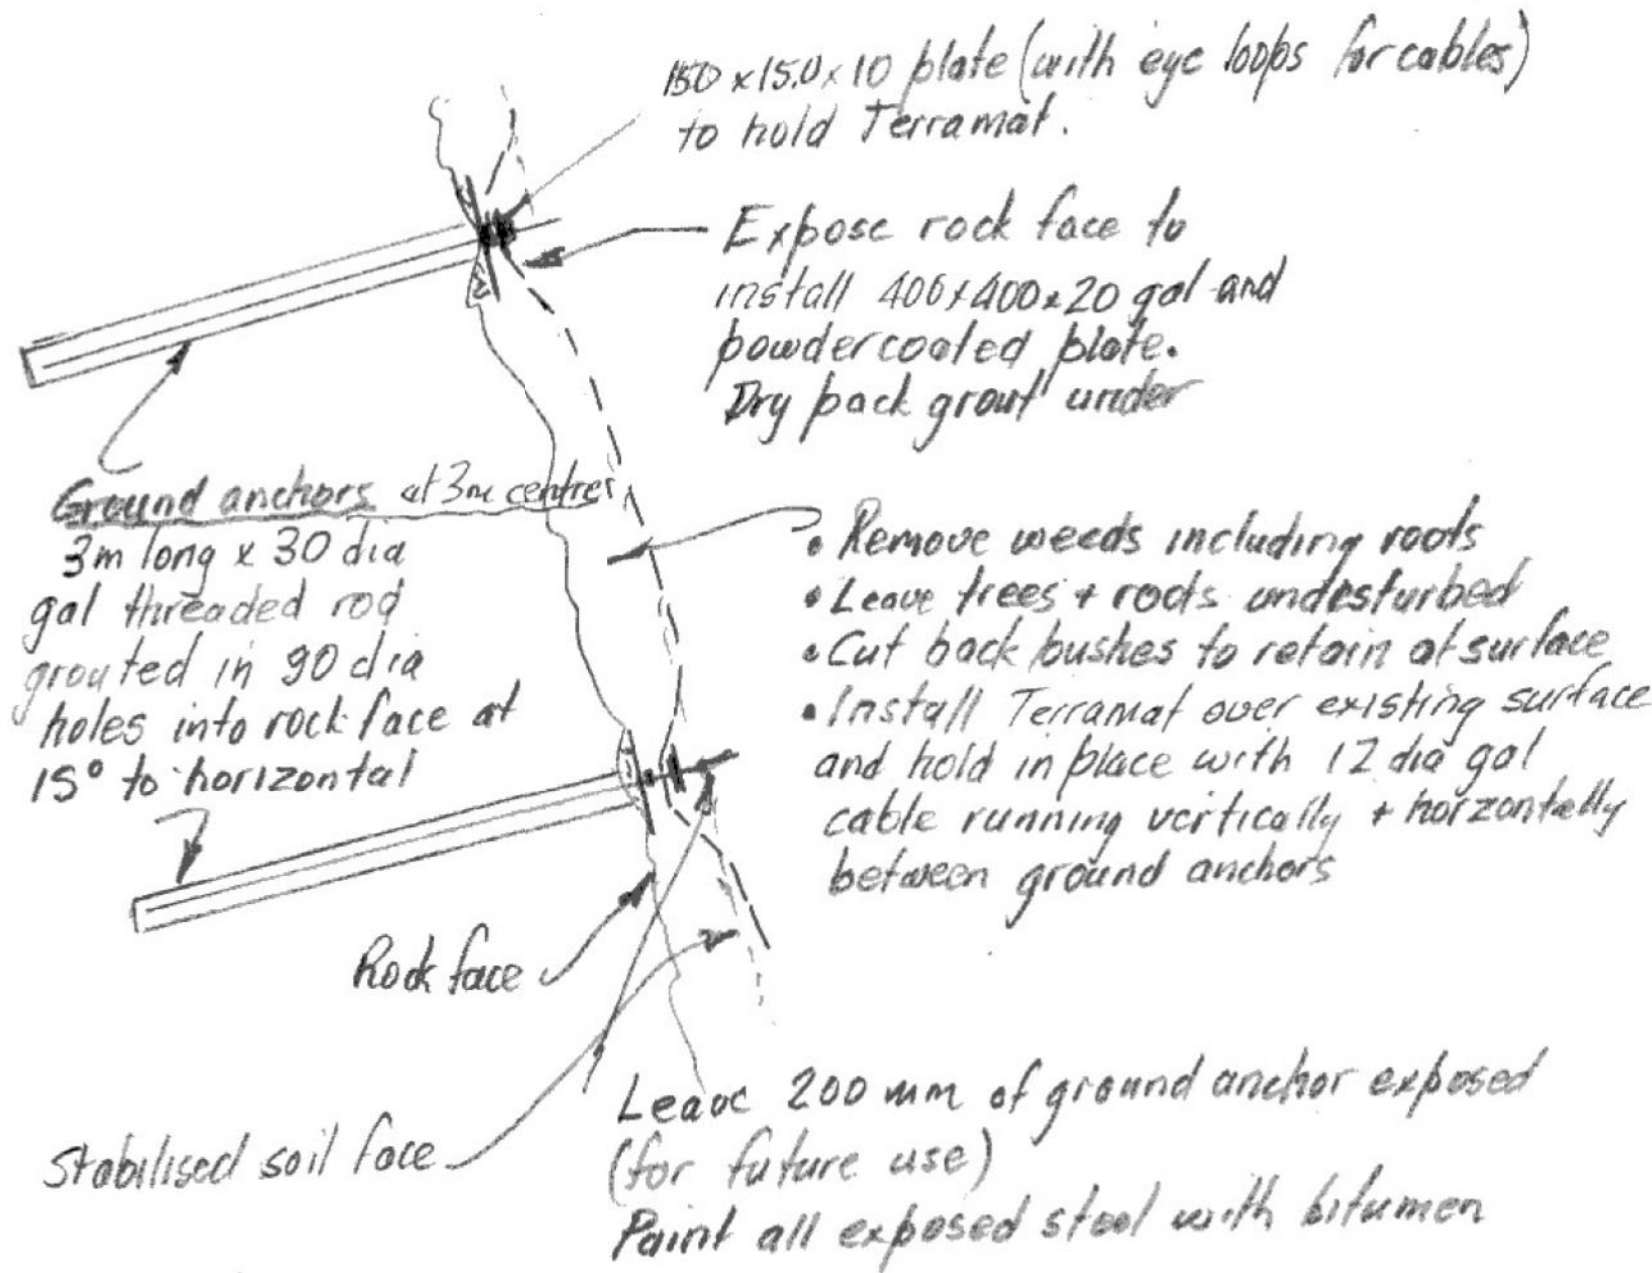 150 x 150 x 10 plate (with eye loops for cables)
to hold Terramat.
Expose rock face to
install 400x400x20 gal and
powdercoated plate.
Dry pack grout under
Ground anchors at 3m centres
3m long x 30 dia
gal threaded rod
grouted in 90 dia
holes into rock face at
15° to horizontal
• Remove weeds including roots
• Leave trees + roots undesturbed
• Cut back bushes to retain at surface
• Install Terramat over existing surface
and hold in place with 12 dia gal
cable running vertically + horzontally
between ground anchors
Rock face
Stabilised soil face
Leave 200 mm of ground anchor exposed
(for future use)
Paint all exposed steel with bitumen